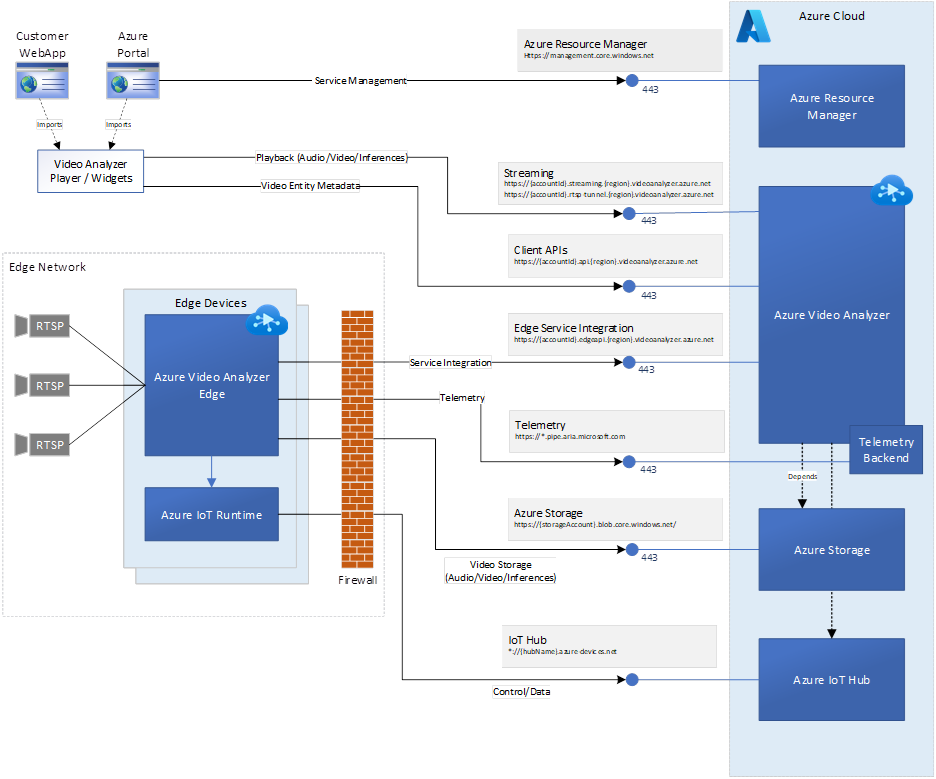 Azure Cloud
Customer
WebApp
Azure
Portal
Azure Resource Manager
Https://management.core.windows.net
Service Management
443
Azure Resource
Manager
Imports
Imports
Video Analyzer
Player / Widgets
Playback (Audio/Video/Inferences)
Video Entity Metadata
Streaming
https://{accountId}.streaming.{region}.videoanalyzer.azure.net
https://{accountId}.rtsp-tunnel.{region}.videoanalyzer.azure.net
443
Client APIs
https://{accountId}.api.{region}.videoanalyzer.azure.net
443
Azure Video Analyzer
Edge Network
Edge Devices
RTSP
RTSP
RTSP
Azure Video Analyzer
Edge
Azure IoT Runtime
Firewall
Edge Service Integration
https://{accountId}.edgeapi.{region}.videoanalyzer.azure.net
Service Integration
443
Telemetry
Telemetry
https://*.pipe.aria.microsoft.com
443
Telemetry
Backend
Depends
Azure Storage
https://{storageAccount}.blob.core.windows.net/
443
Video Storage
(Audio/Video/Inferences)
Azure Storage
IoT Hub
*://{hubName}.azure-devices.net
Control/Data
Azure IoT Hub